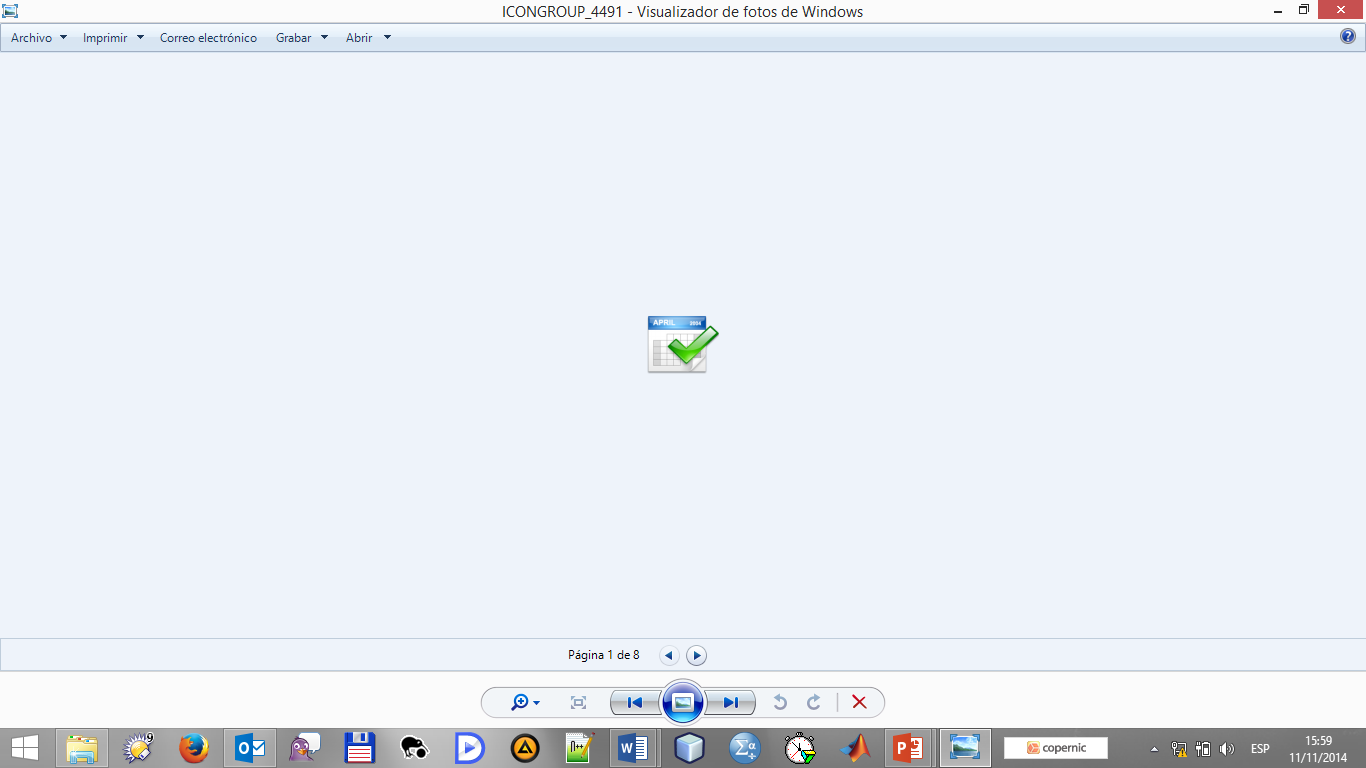 ICONGROUP_4491 - Visualizador de fotos de Windows
Archivo Imprimir Correo electrónico Grabar Abrir
APRIL 2004
Página 1 de 8
9
N++
copernic
ESP
15:59
11/11/2014